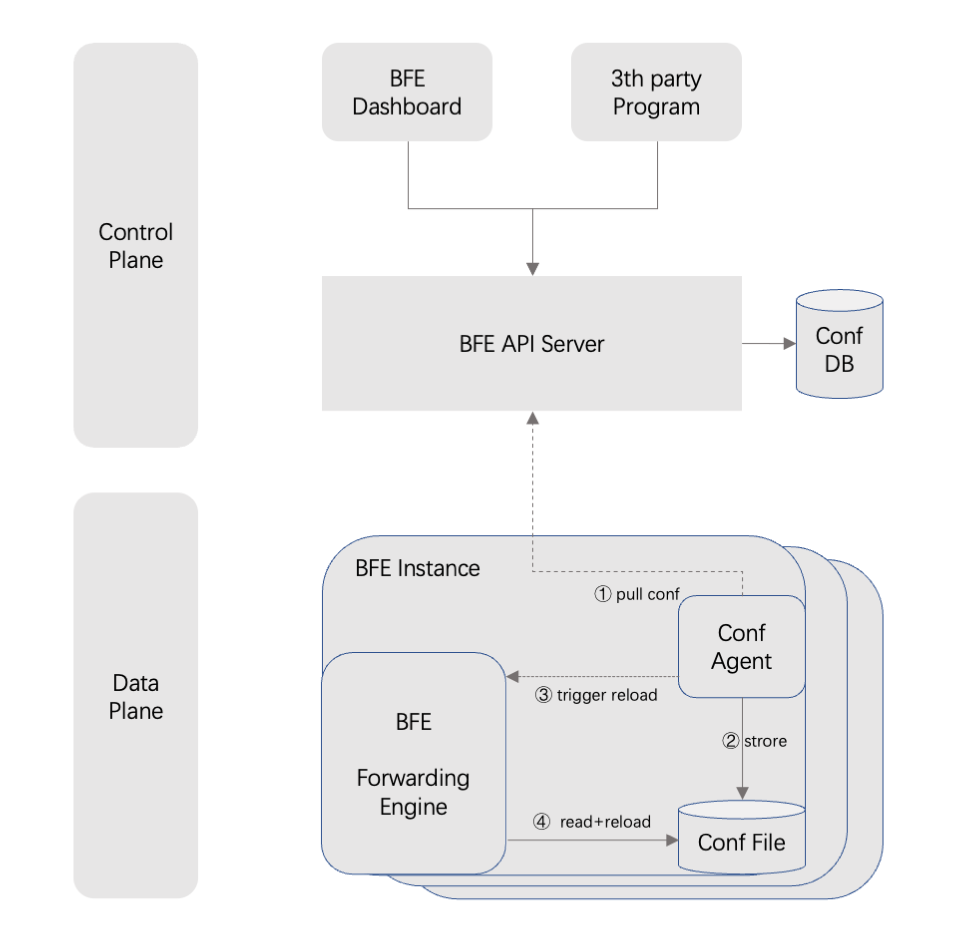 BFE
Dashboard
3th party
Program
Control
Plane
BFE API Server
Conf
DB
BFE Instance
① pull conf
Conf
Agent
Data
Plane
BFE
Forwarding
Engine
③ trigger reload
② strore
④ read+reload
Conf File